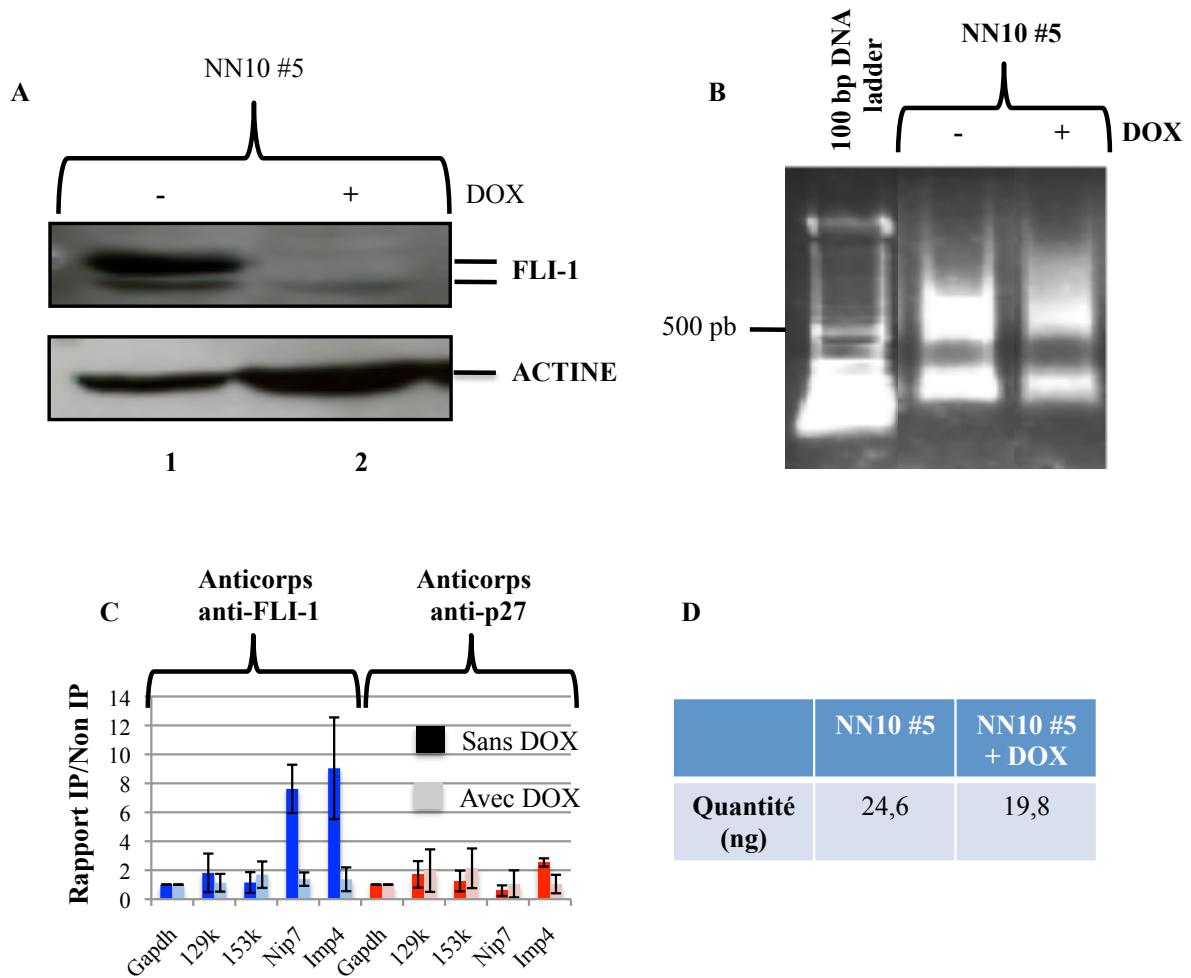 A
NN10 #5
- + DOX
FLI-1
ACTINE
1 2
B
100 bp DNA
ladder
NN10 #5
- + DOX
500 pb
C
Anticorps
anti-FLI-1
Anticorps
anti-p27
Rapport IP/Non IP
14
12
10
8
6
4
2
0
Sans DOX
Avec DOX
Gapdh 129k 153k Nip7 Imp4 Gapdh 129k 153k Nip7 Imp4
D
NN10 #5 NN10 #5
+ DOX
Quantité
(ng)
24,6 19,8